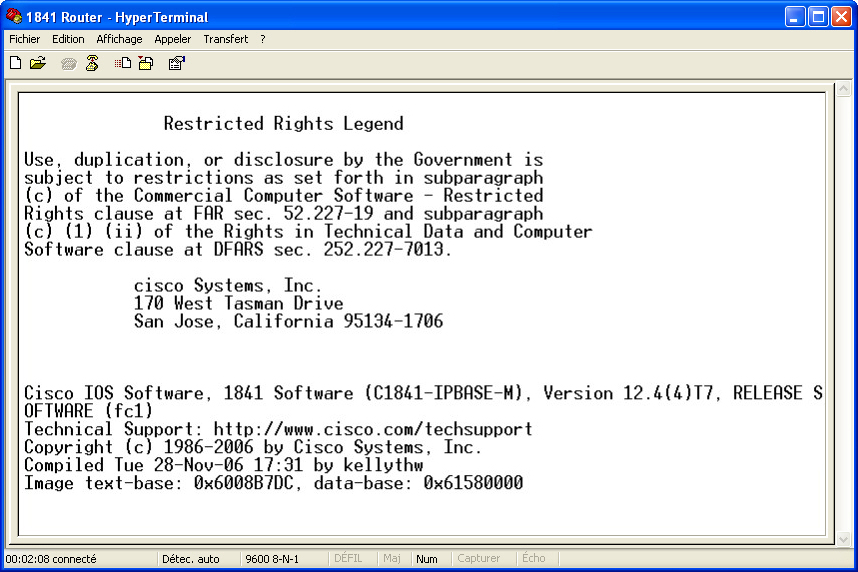 1841 Router - HyperTerminal
Fichier Edition Affichage Appeler Transfert ?
Restricted Rights Legend
Use, duplication, or disclosure by the Government is
subject to restrictions as set forth in subparagraph
(c) of the Commercial Computer Software - Restricted
Rights clause at FAR sec. 52.227-19 and subparagraph
(c) (1) (ii) of the Rights in Technical Data and Computer
Software clause at DFARS sec. 252.227-7013.
cisco Systems, Inc.
170 West Tasman Drive
San Jose, California 95134-1706
Cisco IOS Software, 1841 Software (C1841-IPBASE-M), Version 12.4(4)T7, RELEASE S
OFTWARE (fc1)
Technical Support: http://www.cisco.com/techsupport
Copyright (c) 1986-2006 by Cisco Systems, Inc.
Compiled Tue 28-Nov-06 17:31 by kellythw
Image text-base: 0x6008B7DC, data-base: 0x61580000
00:02:08 connecté Détec. auto 9600 8-N-1 DÉFIL Maj Num Capturer Écho